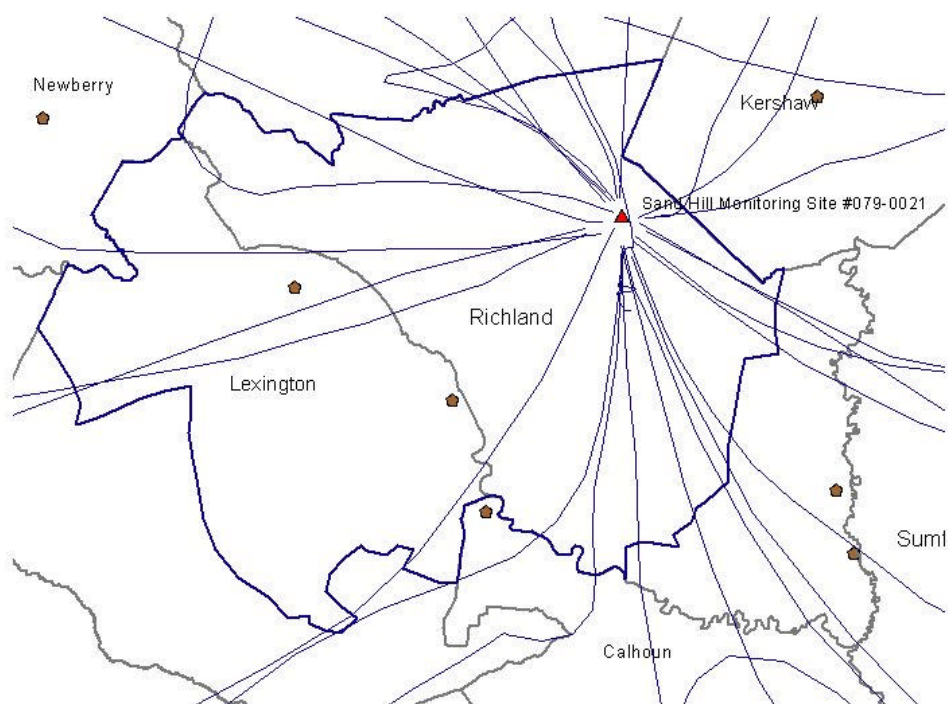 Newberry
Kershaw
Sand Hill Monitoring Site #079-0021
Richland
Lexington
Calhoun